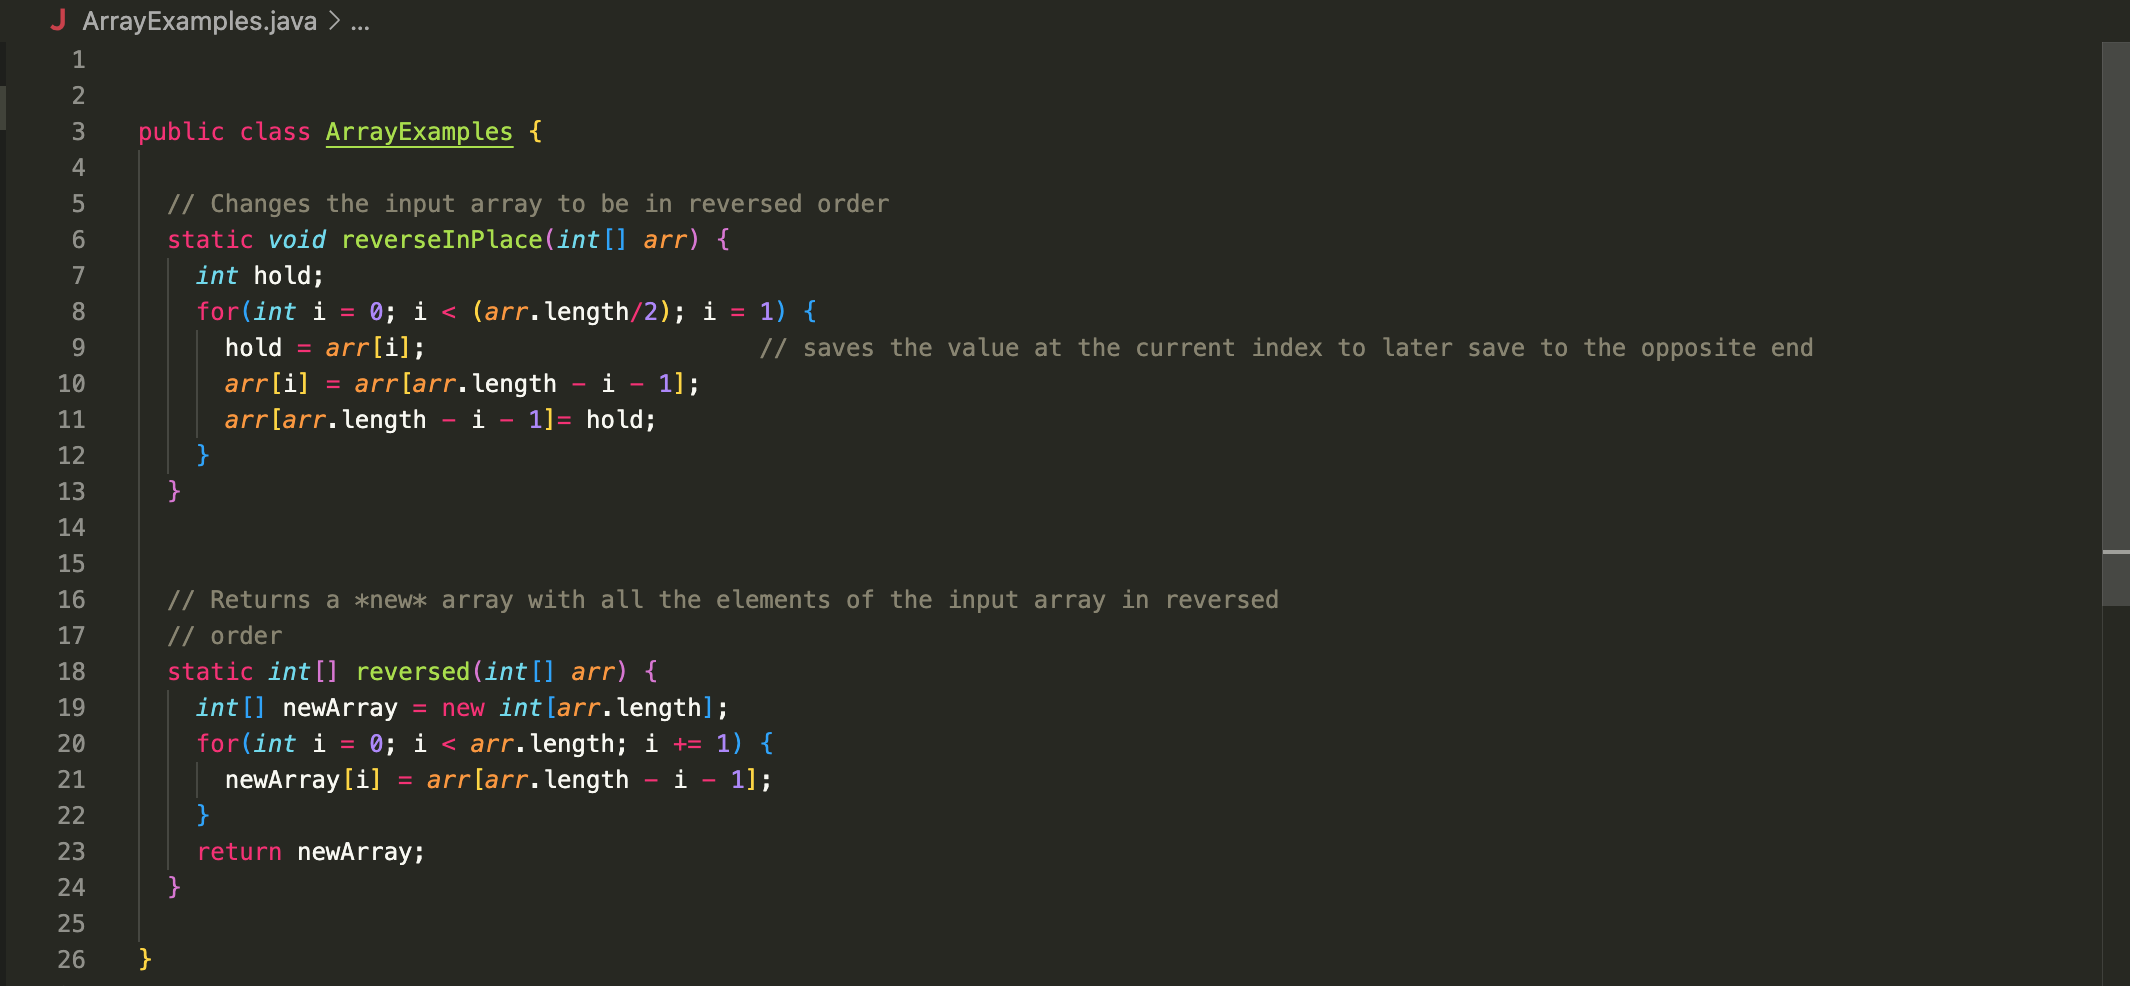 ArrayExamples.java > ...
1
2
3 public class ArrayExamples {
4
5 // Changes the input array to be in reversed order
6 static void reverseInPlace(int[] arr) {
7 int hold;
8 for(int i = 0; i < (arr.length/2); i = 1) {
9 hold = arr[i]; // saves the value at the current index to later save to the opposite end
10 arr[i] = arr[arr.length - i - 1];
11 arr[arr.length - i - 1]= hold;
12 }
13 }
14
15
16 // Returns a *new* array with all the elements of the input array in reversed
17 // order
18 static int[] reversed(int[] arr) {
19 int[] newArray = new int[arr.length];
20 for(int i = 0; i < arr.length; i += 1) {
21 newArray[i] = arr[arr.length - i - 1];
22 }
23 return newArray;
24 }
25
26 }